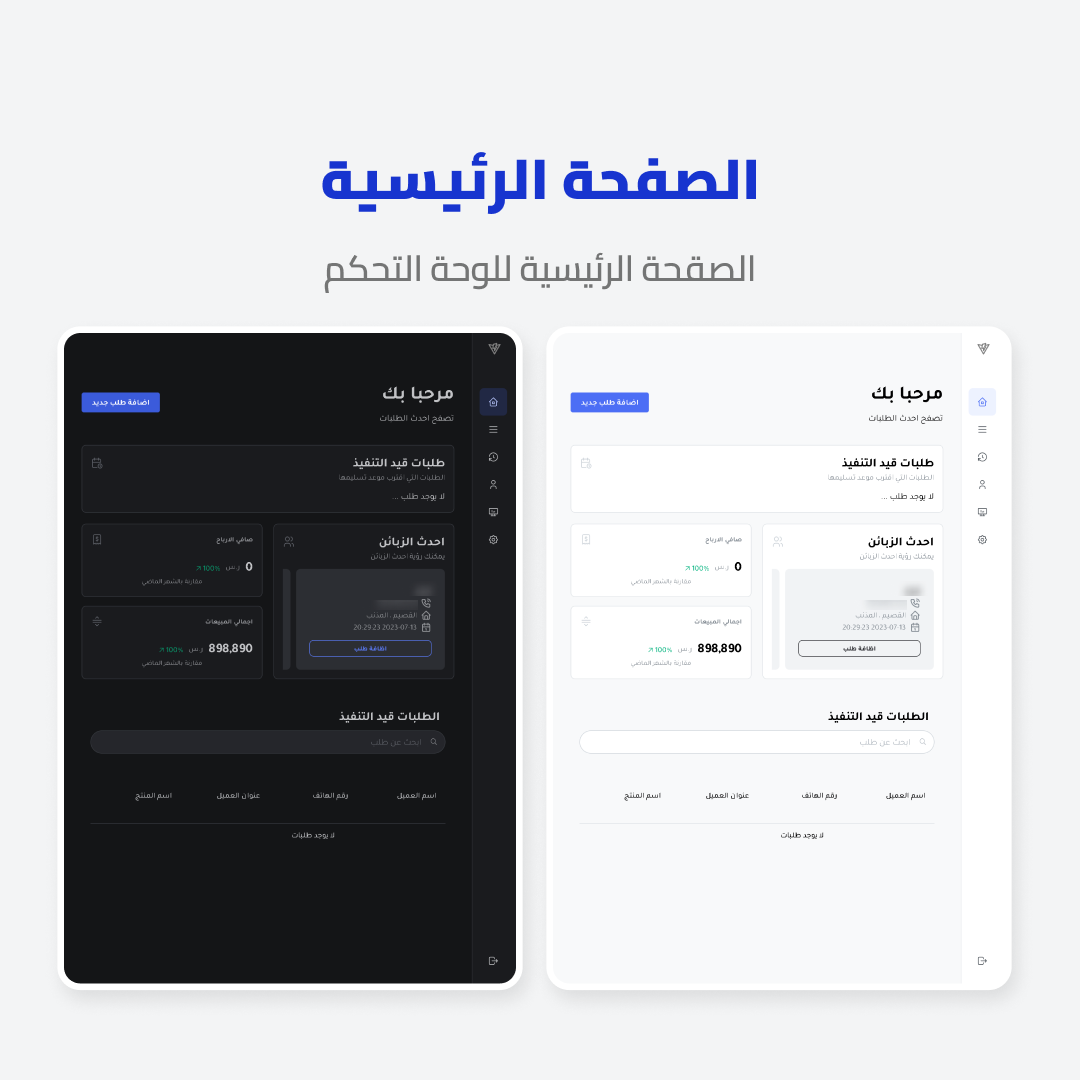 الصفحة الرئيسية
الصقحة الرئيسية للوحة التحكم
مرحبا بك
تصفح احدث الطلبات
اضافة طلب جديد
طلبات قيد التنفيذ
الطلبات التي اقترب موعد تسليمها
لا يوجد طلب ...
احدث الزبائن
يمكنك رؤية احدث الزبائن
القصيم ، المذنب
2023-07-13 20:29:23
اظافة طلب
صافي الارباح
0 ر.س 100%
مقارنة بالشهر الماضي
اجمالي المبيعات
898,890 ر.س 100%
مقارنة بالشهر الماضي
الطلبات قيد التنفيذ
ابحث عن طلب
اسم العميل رقم الهاتف عنوان العميل اسم المنتج
لا يوجد طلبات
مرحبا بك
تصفح احدث الطلبات
اضافة طلب جديد
طلبات قيد التنفيذ
الطلبات التي اقترب موعد تسليمها
لا يوجد طلب ...
احدث الزبائن
يمكنك رؤية احدث الزبائن
القصيم ، المذنب
2023-07-13 20:29:23
اظافة طلب
صافي الارباح
0 ر.س 100%
مقارنة بالشهر الماضي
اجمالي المبيعات
898,890 ر.س 100%
مقارنة بالشهر الماضي
الطلبات قيد التنفيذ
ابحث عن طلب
اسم العميل رقم الهاتف عنوان العميل اسم المنتج
لا يوجد طلبات